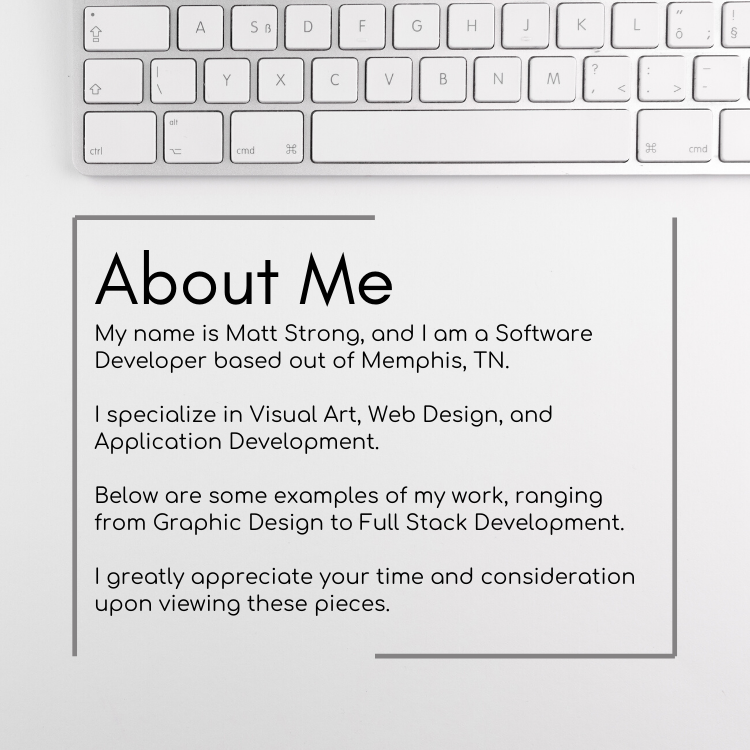 A S ß D F G H J K L " õ ; ! §
| \ Y X C V B N M ? , < : . > _ -
ctrl alt ⌥ cmd ⌘ ⌘ cmd
About Me
My name is Matt Strong, and I am a Software
Developer based out of Memphis, TN.
I specialize in Visual Art, Web Design, and
Application Development.
Below are some examples of my work, ranging
from Graphic Design to Full Stack Development.
I greatly appreciate your time and consideration
upon viewing these pieces.